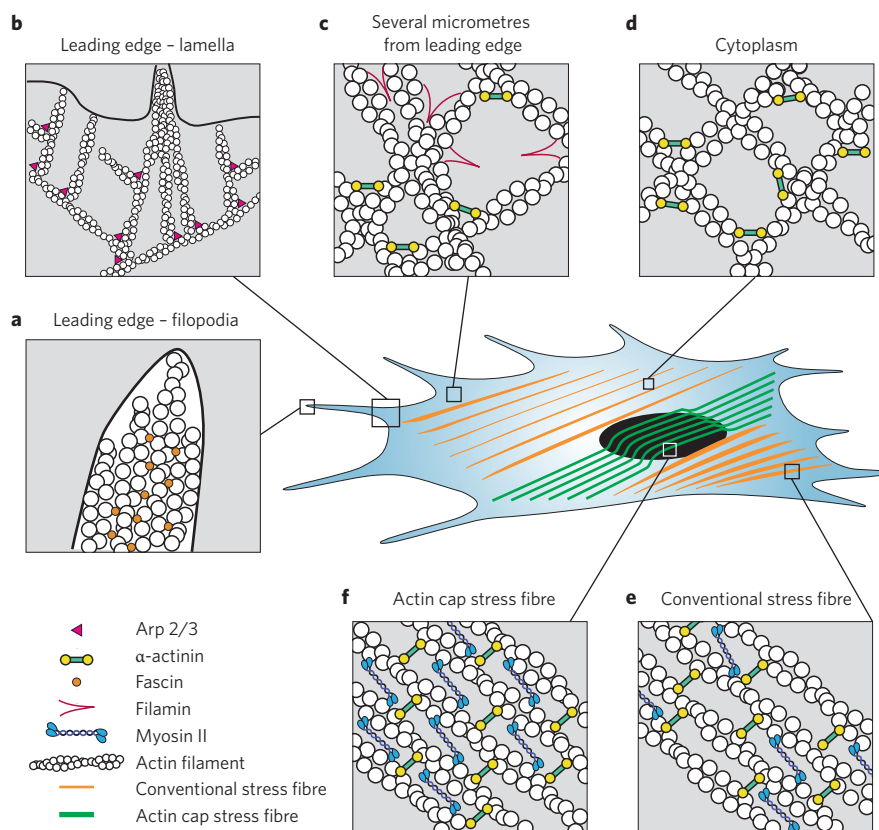 b
Leading edge – lamella
c
Several micrometres
from leading edge
d
Cytoplasm
a
Leading edge – filopodia
f
Actin cap stress fibre
e
Conventional stress fibre
Arp 2/3
α-actinin
Fascin
Filamin
Myosin II
Actin filament
Conventional stress fibre
Actin cap stress fibre